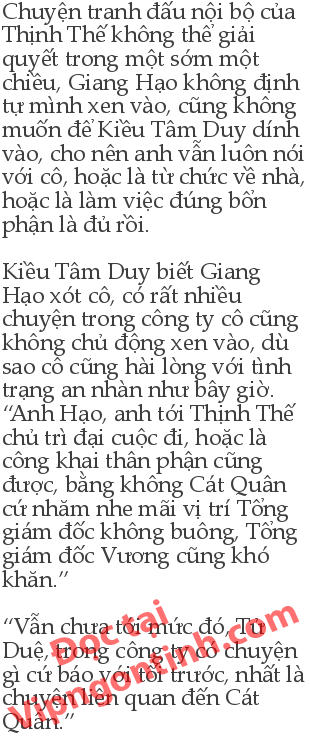 Chuyện tranh đấu nội bộ của
Thịnh Thế không thể giải
quyết trong một sớm một
chiều, Giang Hạo không định
tự mình xen vào, cũng không
muốn để Kiều Tâm Duy dính
vào, cho nên anh vẫn luôn nói
với cô, hoặc là từ chức về nhà,
hoặc là làm việc đúng bổn
phận là đủ rồi.
Kiều Tâm Duy biết Giang
Hạo xót cô, có rất nhiều
chuyện trong công ty cô cũng
không chủ động xen vào, dù
sao cô cũng hài lòng với tình
trạng an nhàn như bây giờ.
“Anh Hạo, anh tới Thịnh Thế
chủ trì đại cuộc đi, hoặc là
công khai thân phận cũng
được, bằng không Cát Quân
cứ nhăm nhe mãi vị trí Tổng
giám đốc không buông, Tổng
giám đốc Vương cũng khó
khăn.”
“Vẫn chưa tới mức đó, Tử
Duệ, trong công ty có chuyện
gì cứ báo với tôi trước, nhất là
chuyện liên quan đến Cát
Quân.”
Đọc tại
Vipngontinh.com